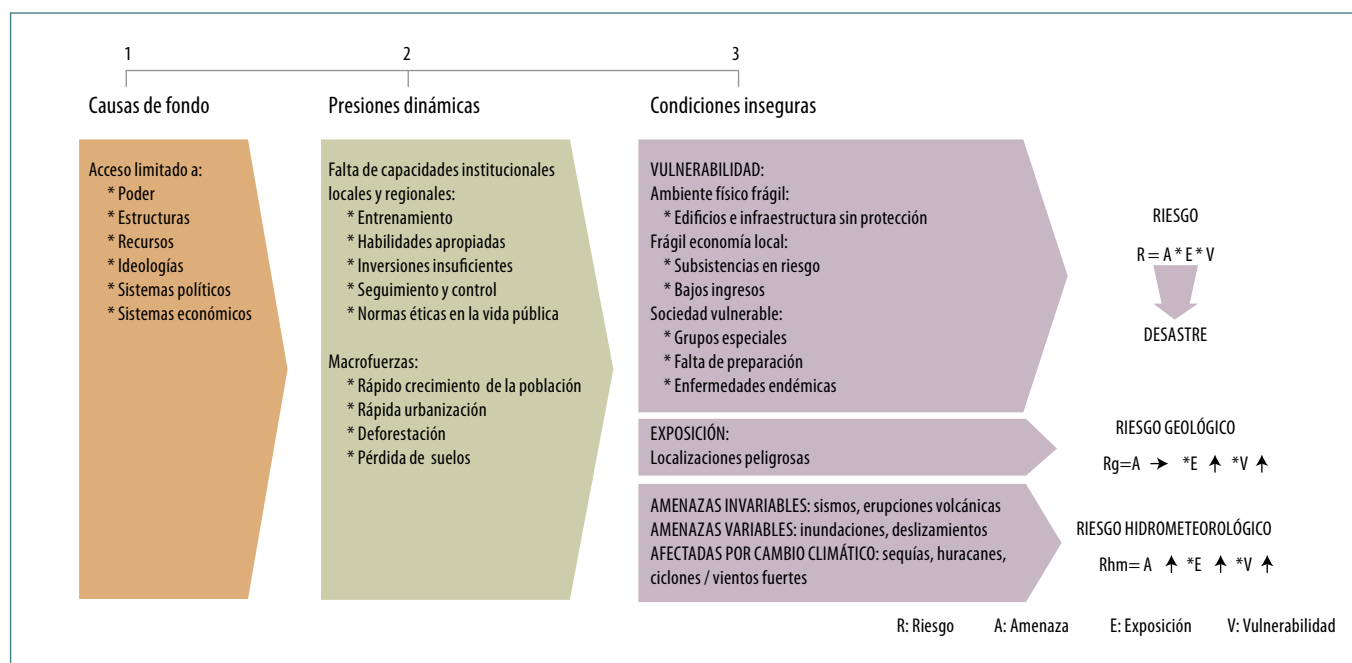 1
2
3
Causas de fondo
Presiones dinámicas
Condiciones inseguras
Acceso limitado a:
* Poder
* Estructuras
* Recursos
* Ideologías
* Sistemas políticos
* Sistemas económicos
Falta de capacidades institucionales
locales y regionales:
* Entrenamiento
* Habilidades apropiadas
* Inversiones insuficientes
* Seguimiento y control
* Normas éticas en la vida pública
Macrofuerzas:
* Rápido crecimiento de la población
* Rápida urbanización
* Deforestación
* Pérdida de suelos
VULNERABILIDAD:
Ambiente físico frágil:
* Edificios e infraestructura sin protección
Frágil economía local:
* Subsistencias en riesgo
* Bajos ingresos
Sociedad vulnerable:
* Grupos especiales
* Falta de preparación
* Enfermedades endémicas
EXPOSICIÓN:
Localizaciones peligrosas
AMENAZAS INVARIABLES: sismos, erupciones volcánicas
AMENAZAS VARIABLES: inundaciones, deslizamientos
AFECTADAS POR CAMBIO CLIMÁTICO: sequías, huracanes,
ciclones / vientos fuertes
RIESGO
R = A * E * V
DESASTRE
RIESGO GEOLÓGICO
Rg=A → *E ↑ *V ↑
RIESGO HIDROMETEOROLÓGICO
Rhm= A ↑ *E ↑ *V ↑
R: Riesgo A: Amenaza E: Exposición V: Vulnerabilidad